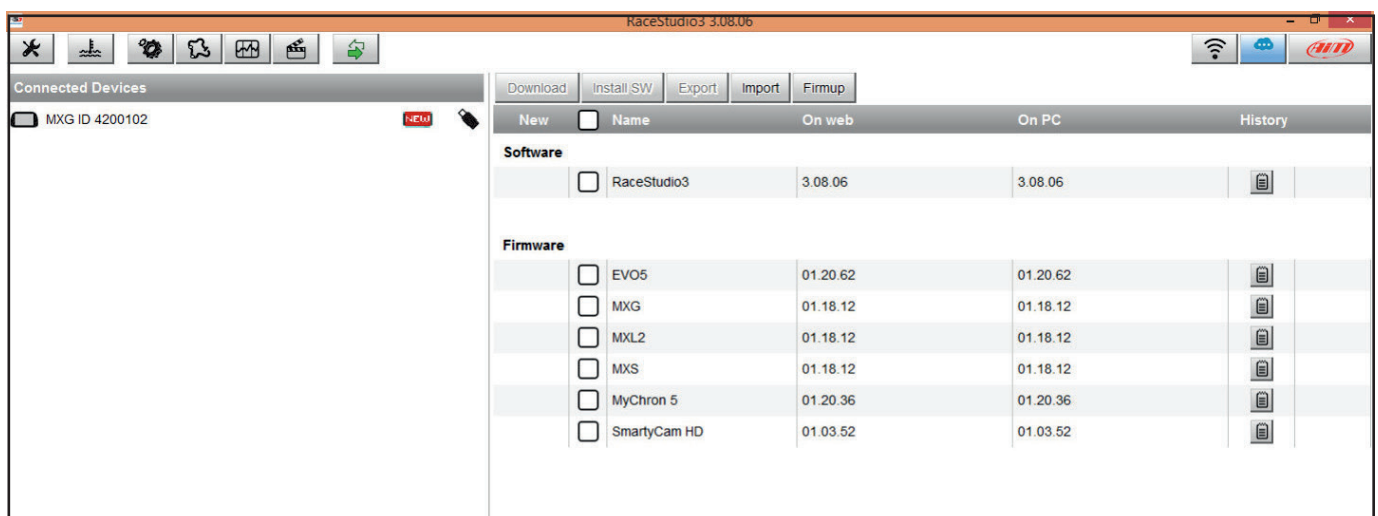 RaceStudio3 3.08.06
AIM
Connected Devices
MXG ID 4200102 NEW
Download Install SW Export Import Firmup
New Name On web On PC History
Software
RaceStudio3 3.08.06 3.08.06
Firmware
EVO5 01.20.62 01.20.62
MXG 01.18.12 01.18.12
MXL2 01.18.12 01.18.12
MXS 01.18.12 01.18.12
MyChron 5 01.20.36 01.20.36
SmartyCam HD 01.03.52 01.03.52